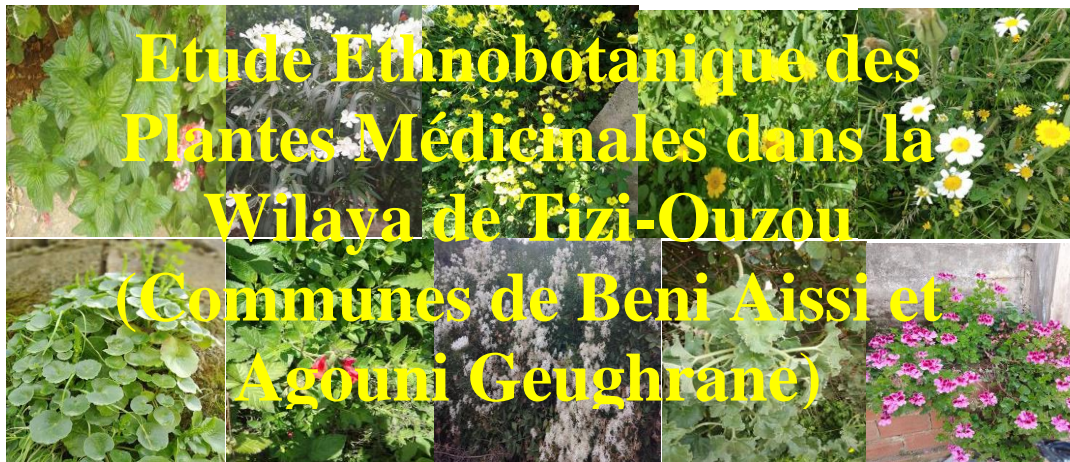 Etude Ethnobotanique des
Plantes Médicinales dans la
Wilaya de Tizi-Ouzou
(Communes de Beni Aissi et
Agouni Geughrane)